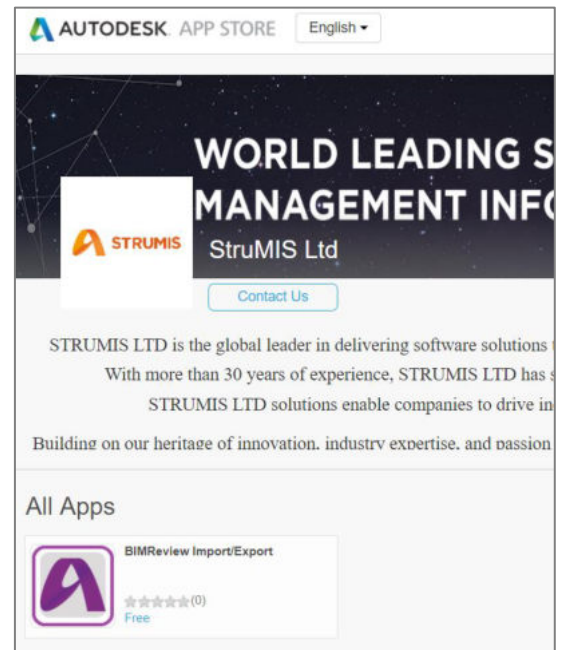 AUTODESK. APP STORE English
WORLD LEADING S
MANAGEMENT INFO
STRUMIS
StruMIS Ltd
Contact Us
STRUMIS LTD is the global leader in delivering software solutions
With more than 30 years of experience, STRUMIS LTD has
STRUMIS LTD solutions enable companies to drive in
Building on our heritage of innovation, industry expertise, and passion
All Apps
BIMReview Import/Export
(0)
Free